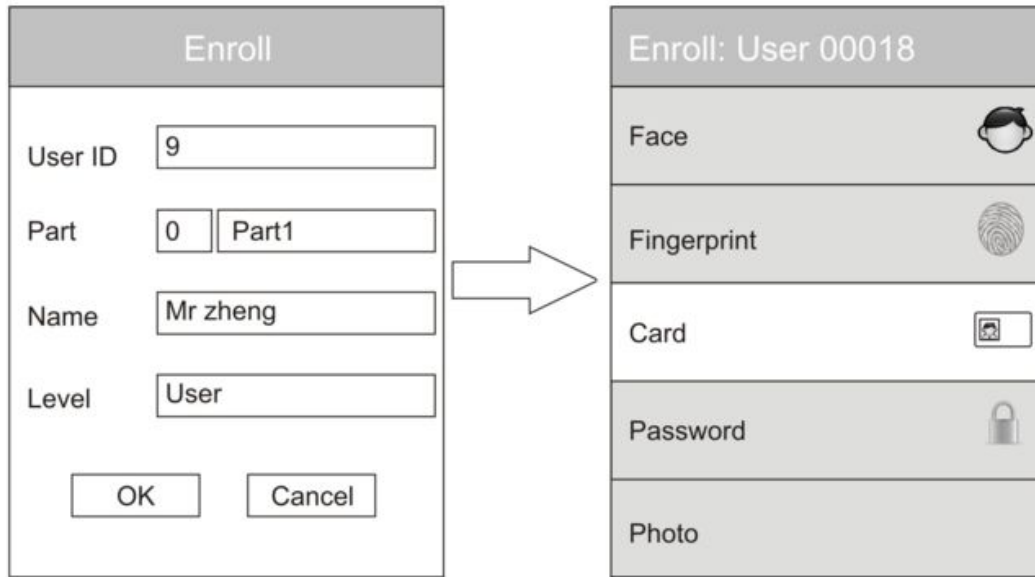 Enroll
User ID 9
Part 0 Part1
Name Mr zheng
Level User
OK Cancel
Enroll: User 00018
Face
Fingerprint
Card
Password
Photo